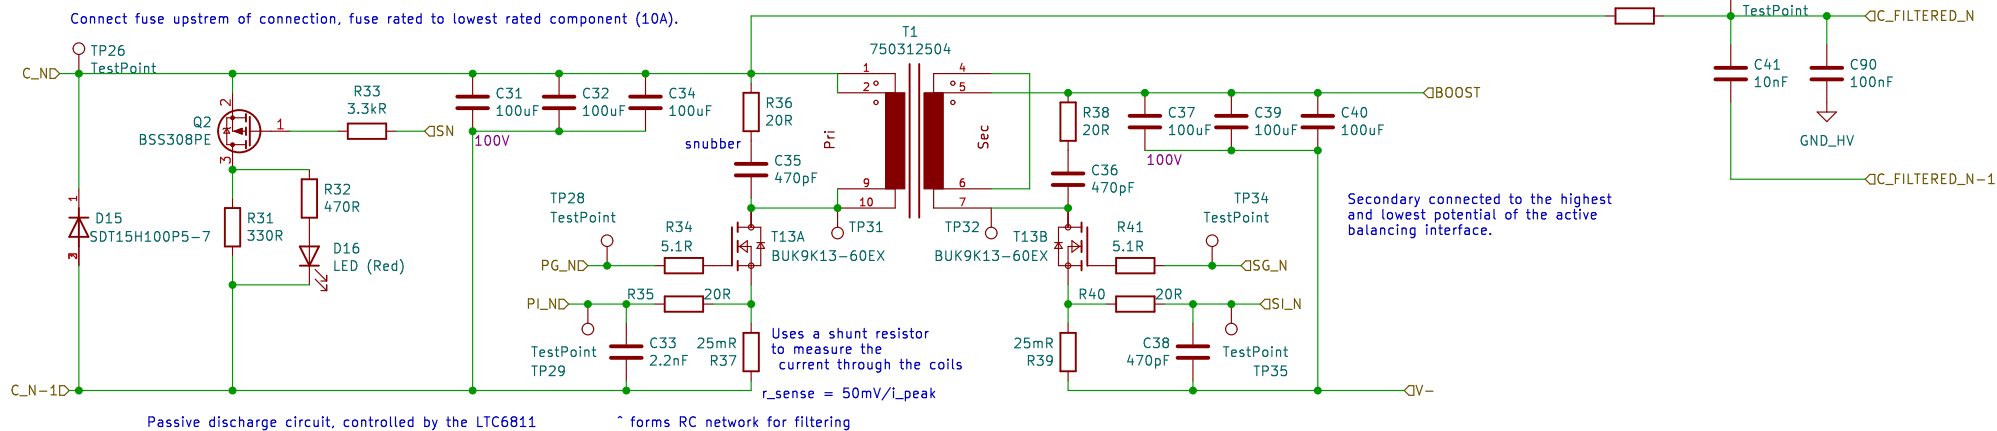 Connect fuse upstrem of connection, fuse rated to lowest rated component (10A).
TestPoint
C_FILTERED_N
TP26
TestPoint
C_N
T1
750312504
C41
10nF
C90
100nF
GND_HV
C_FILTERED_N-1
R33
3.3kR
Q2
BSS308PE
2
1
3
SN
C31
100uF
C32
100uF
C34
100uF
100V
R36
20R
snubber
C35
470pF
1
2
9
10
Pri
Sec
4
5
6
7
BOOST
R38
20R
C36
470pF
C37
100uF
C39
100uF
C40
100uF
100V
1
D15
SDT15H100P5-7
R32
470R
R31
330R
D16
LED (Red)
TP28
TestPoint
R34
5.1R
PG_N
T13A
BUK9K13-60EX
TP31
TP32
T13B
BUK9K13-60EX
R41
5.1R
TP34
TestPoint
SG_N
Secondary connected to the highest
and lowest potential of the active
balancing interface.
PI_N
R35
20R
TestPoint
TP29
C33
2.2nF
25mR
R37
Uses a shunt resistor
to measure the
current through the coils
r_sense = 50mV/i_peak
R40
20R
SI_N
25mR
R39
C38
470pF
TestPoint
TP35
C_N-1
V-
Passive discharge circuit, controlled by the LTC6811
^ forms RC network for filtering